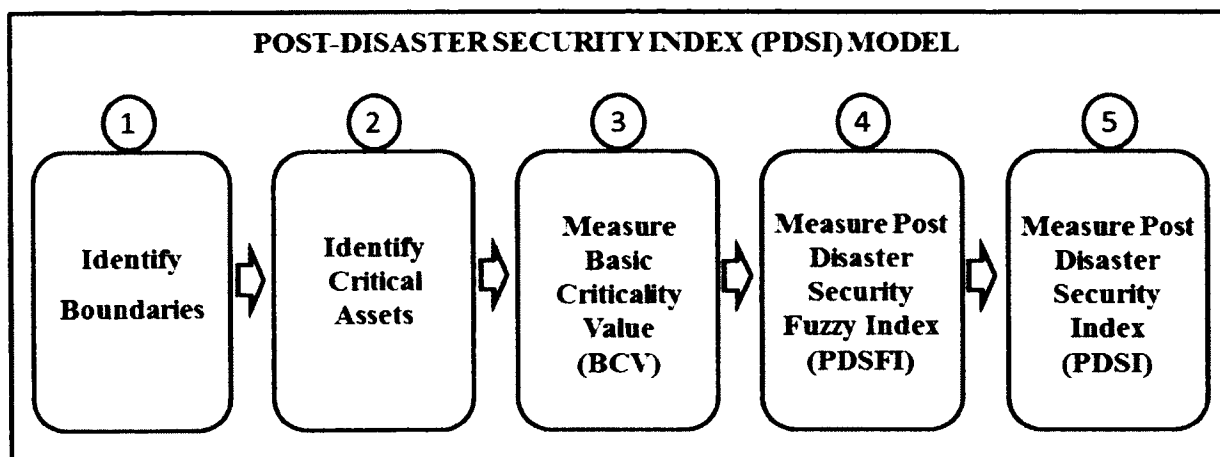 POST-DISASTER SECURITY INDEX (PDSI) MODEL
1
2
3
4
5
Identify
Boundaries
Identify
Critical
Assets
Measure
Basic
Criticality
Value
(BCV)
Measure Post
Disaster
Security
Fuzzy Index
(PDSFI)
Measure Post
Disaster
Security
Index
(PDSI)